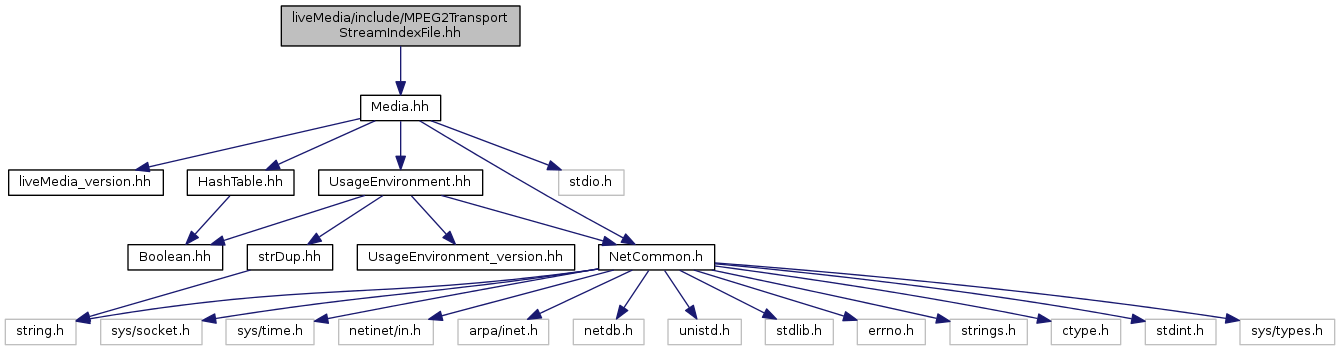 liveMedia/include/MPEG2Transport
StreamIndexFile.hh
Media.hh
liveMedia_version.hh
HashTable.hh
UsageEnvironment.hh
stdio.h
Boolean.hh
strDup.hh
UsageEnvironment_version.hh
NetCommon.h
string.h
sys/socket.h
sys/time.h
netinet/in.h
arpa/inet.h
netdb.h
unistd.h
stdlib.h
errno.h
strings.h
ctype.h
stdint.h
sys/types.h